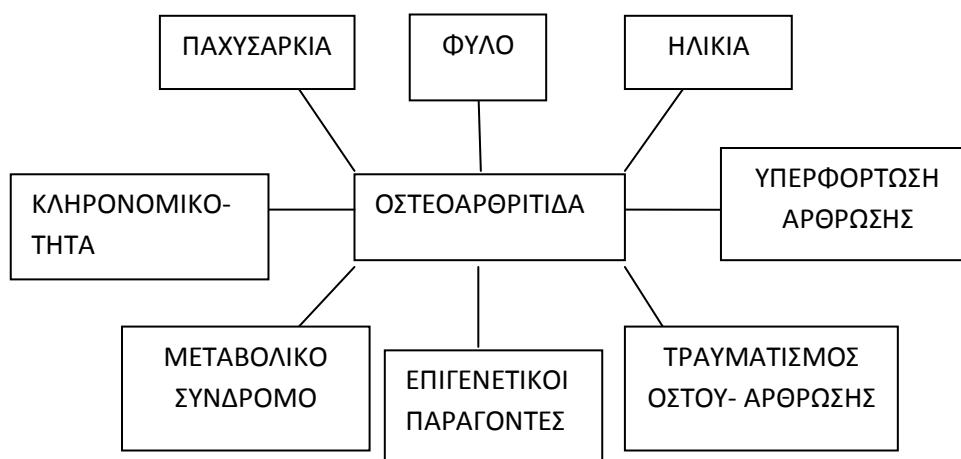 ΠΑΧΥΣΑΡΚΙΑ
ΦΥΛΟ
ΗΛΙΚΙΑ
ΚΛΗΡΟΝΟΜΙΚΟ-
ΤΗΤΑ
ΟΣΤΕΟΑΡΘΡΙΤΙΔΑ
ΥΠΕΡΦΟΡΤΩΣΗ
ΑΡΘΡΩΣΗΣ
ΜΕΤΑΒΟΛΙΚΟ
ΣΥΝΔΡΟΜΟ
ΕΠΙΓΕΝΕΤΙΚΟΙ
ΠΑΡΑΓΟΝΤΕΣ
ΤΡΑΥΜΑΤΙΣΜΟΣ
ΟΣΤΟΥ- ΑΡΘΡΩΣΗΣ